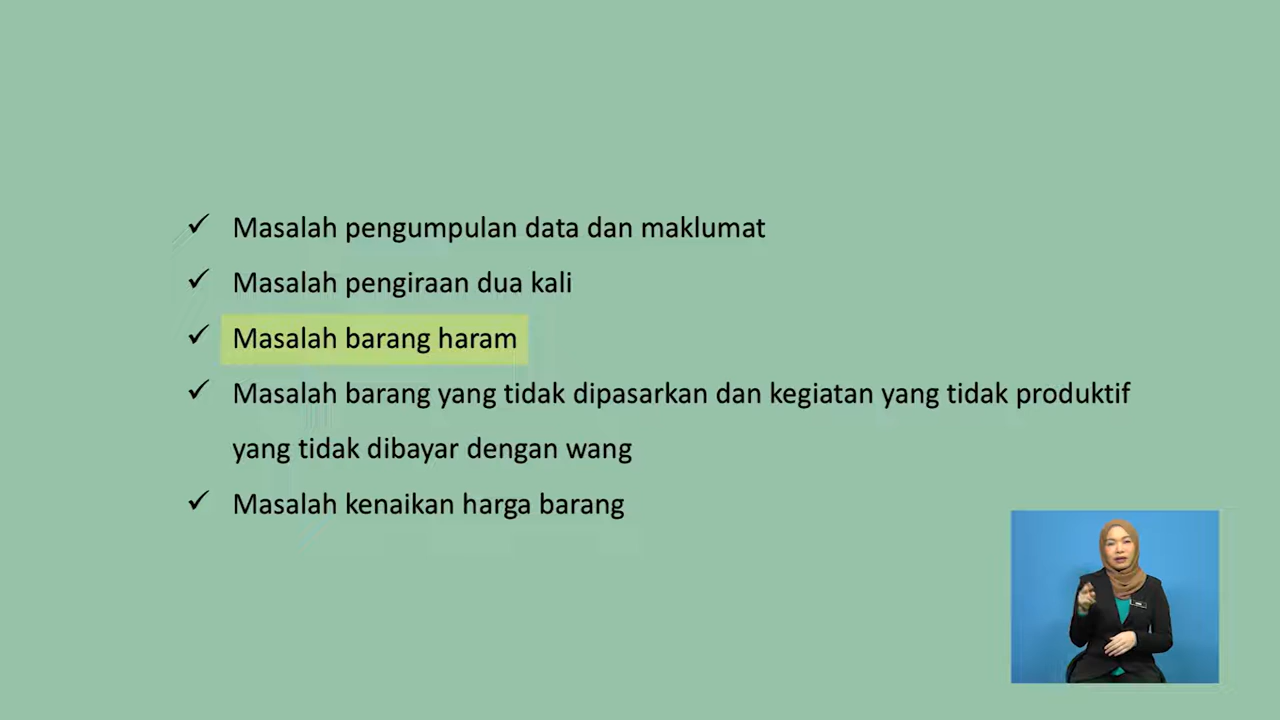 Masalah pengumpulan data dan maklumat
Masalah pengiraan dua kali
Masalah barang haram
Masalah barang yang tidak dipasarkan dan kegiatan yang tidak produktif
yang tidak dibayar dengan wang
Masalah kenaikan harga barang